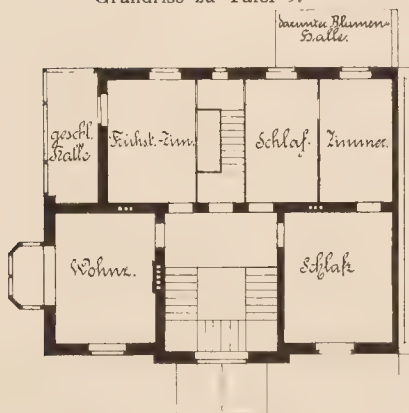 Grundriss zu Tafel 9.
darunter Blumen-
Halle.
geschl.
Halle
Frühst.-Zim.
Schlaf-
Zimmer.
Wohnz.
Schlafz